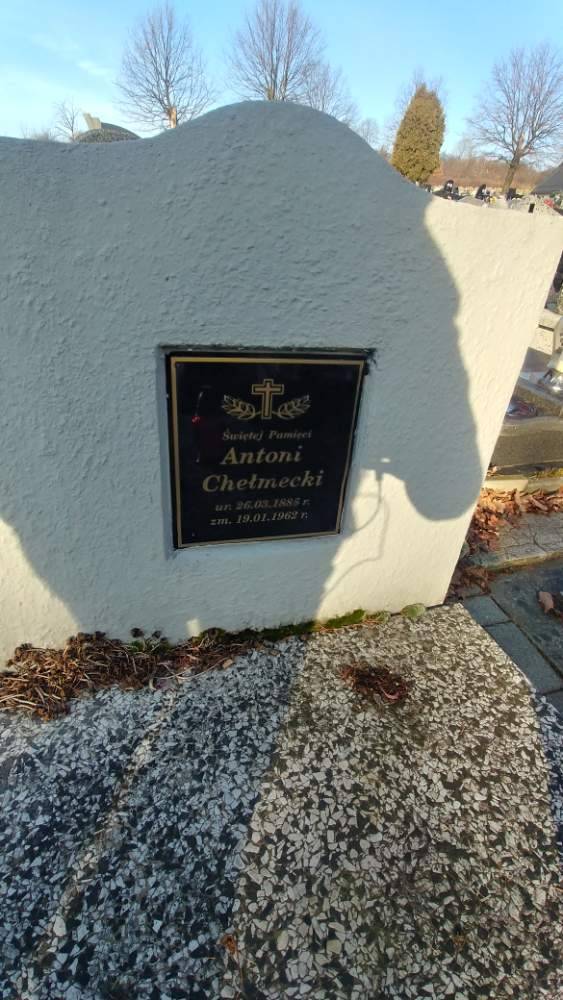 Świętej Pamięci
Antoni
Chełmecki
ur. 26.03.1885 r.
zm. 19.01.1962 r.